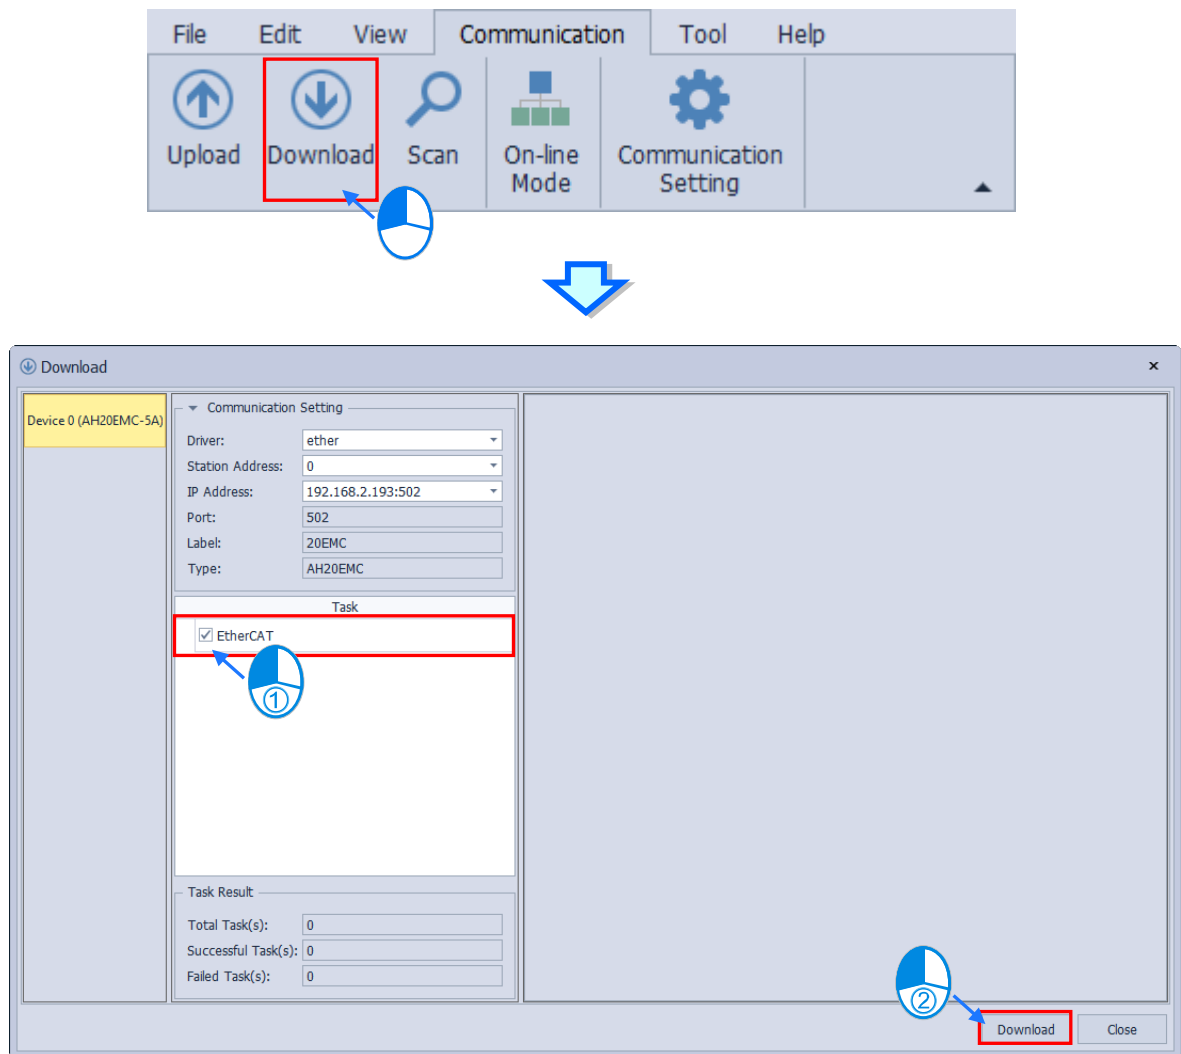 File Edit View Communication Tool Help
Upload Download Scan On-line Mode Communication Setting
Download
Device 0 (AH20EMC-5A)
Communication Setting
Driver: ether
Station Address: 0
IP Address: 192.168.2.193:502
Port: 502
Label: 20EMC
Type: AH20EMC
Task
EtherCAT
①
Task Result
Total Task(s): 0
Successful Task(s): 0
Failed Task(s): 0
②
Download Close